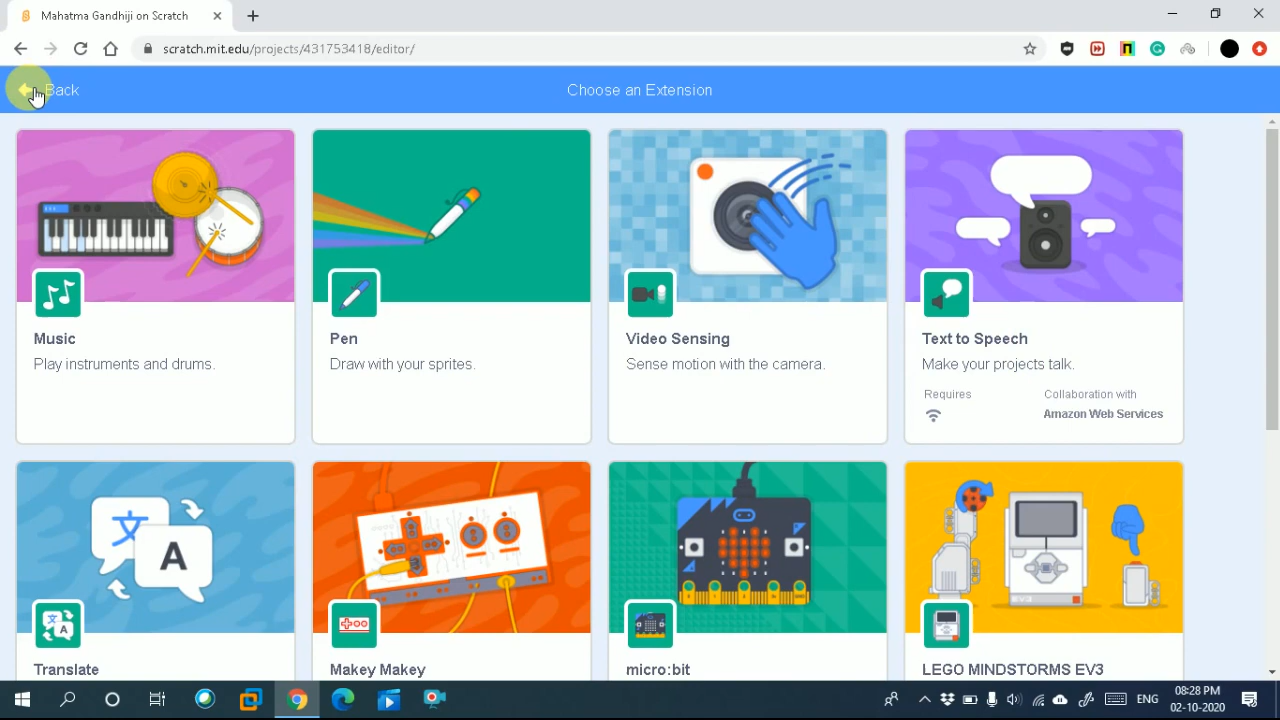 Mahatma Gandhiji on Scratch
scratch.mit.edu/projects/431753418/editor/
Back
Choose an Extension
Music
Play instruments and drums.
Pen
Draw with your sprites.
Video Sensing
Sense motion with the camera.
Text to Speech
Make your projects talk.
Requires
Collaboration with
Amazon Web Services
文 A
文 A
EV3
Translate
Makey Makey
micro:bit
LEGO MINDSTORMS EV3
ENG
08:28 PM
02-10-2020